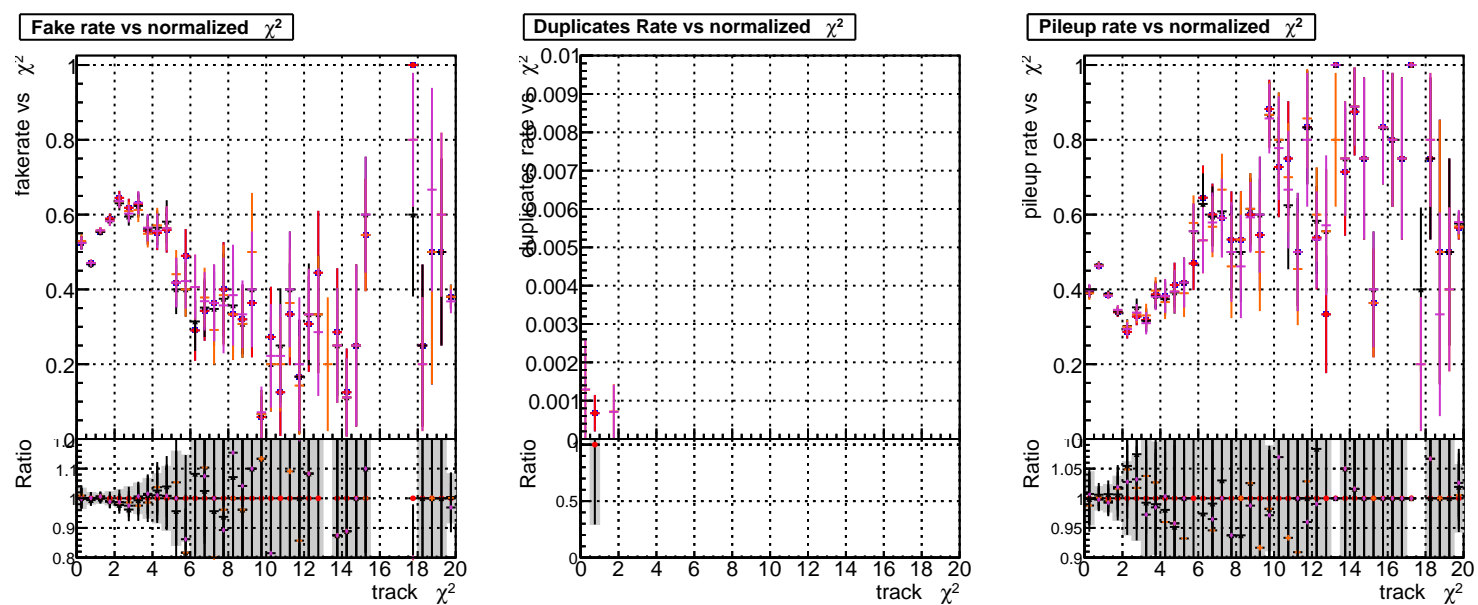 Fake rate vs normalized χ²
fakerate vs χ²
1
0.8
0.6
0.4
0.2
0
Ratio
1.1
1
0.9
0.8
0 2 4 6 8 10 12 14 16 18 20
track χ²
Duplicates Rate vs normalized χ²
duplicates rate vs χ²
0.01
0.009
0.008
0.007
0.006
0.005
0.004
0.003
0.002
0.001
0
Ratio
1
0.5
0
0 2 4 6 8 10 12 14 16 18 20
track χ²
Pileup rate vs normalized χ²
pileup rate vs χ²
1
0.8
0.6
0.4
0.2
0
Ratio
1.05
1
0.95
0.9
0 2 4 6 8 10 12 14 16 18 20
track χ²